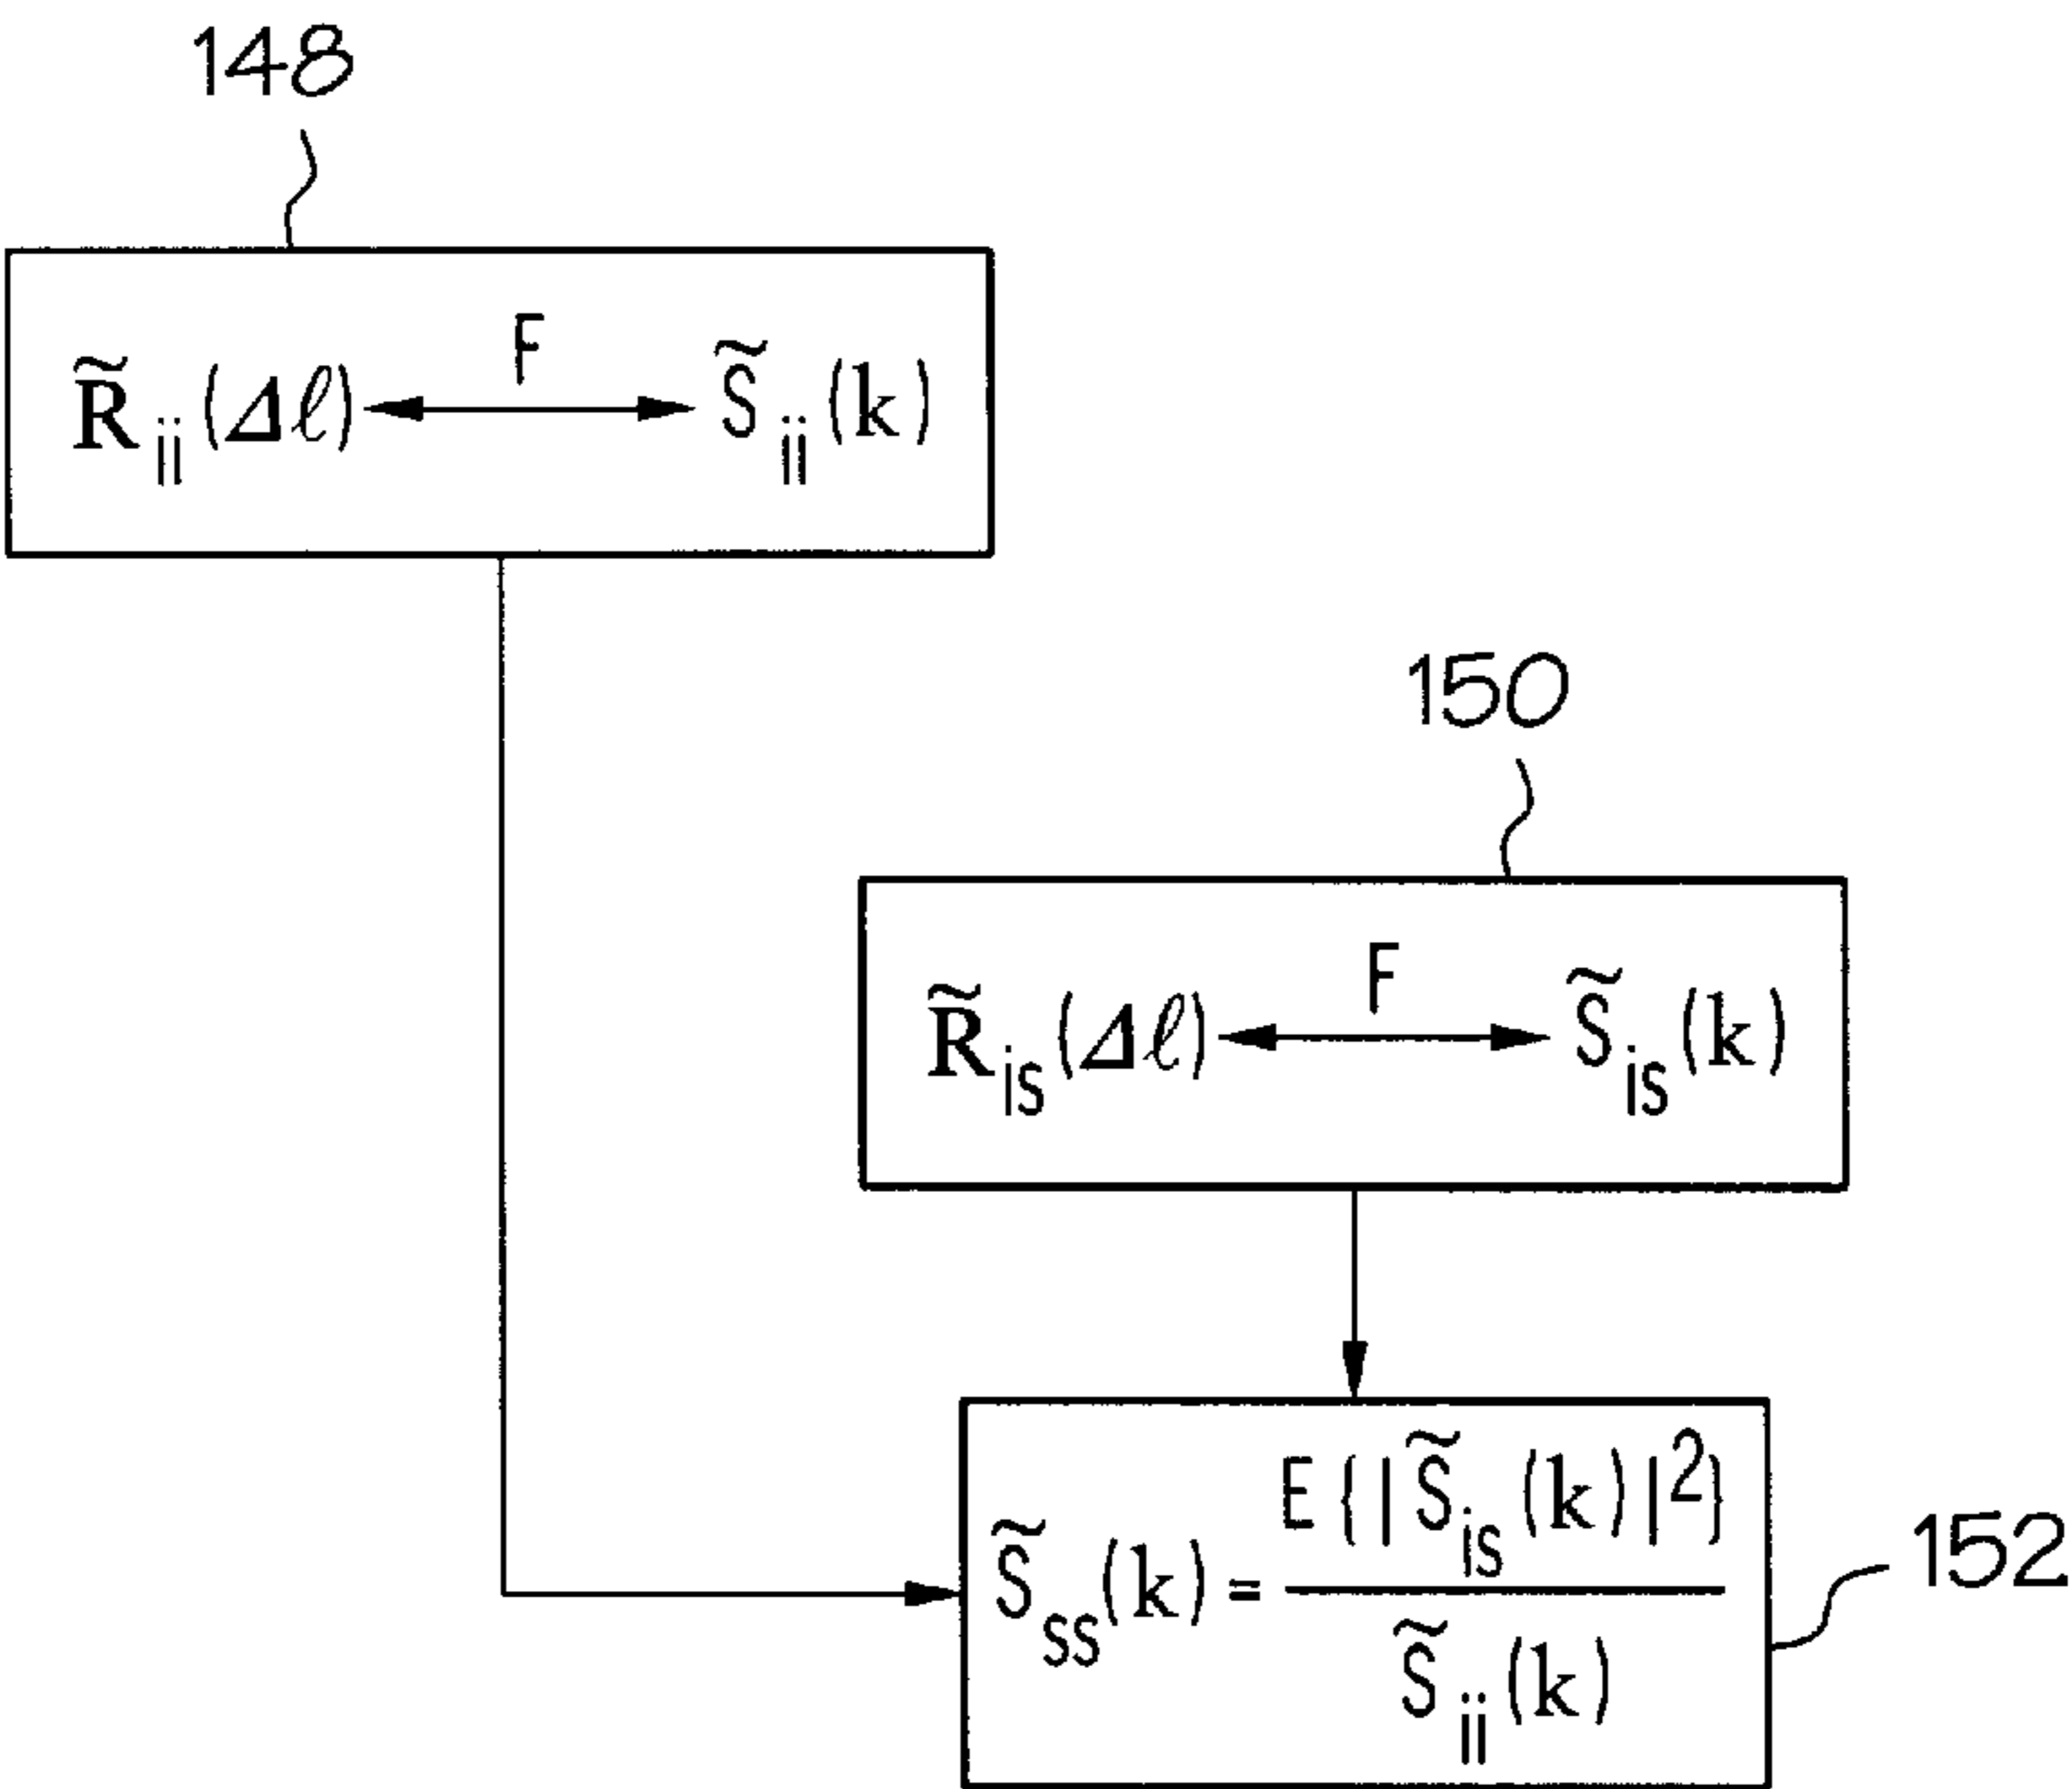 148
F
R̃ii(Δℓ) ⟷ S̃ii(k)
150
F
R̃is(Δℓ) ⟷ S̃is(k)
E{|S̃is(k)|²}
S̃ss(k) =
S̃ii(k)
152